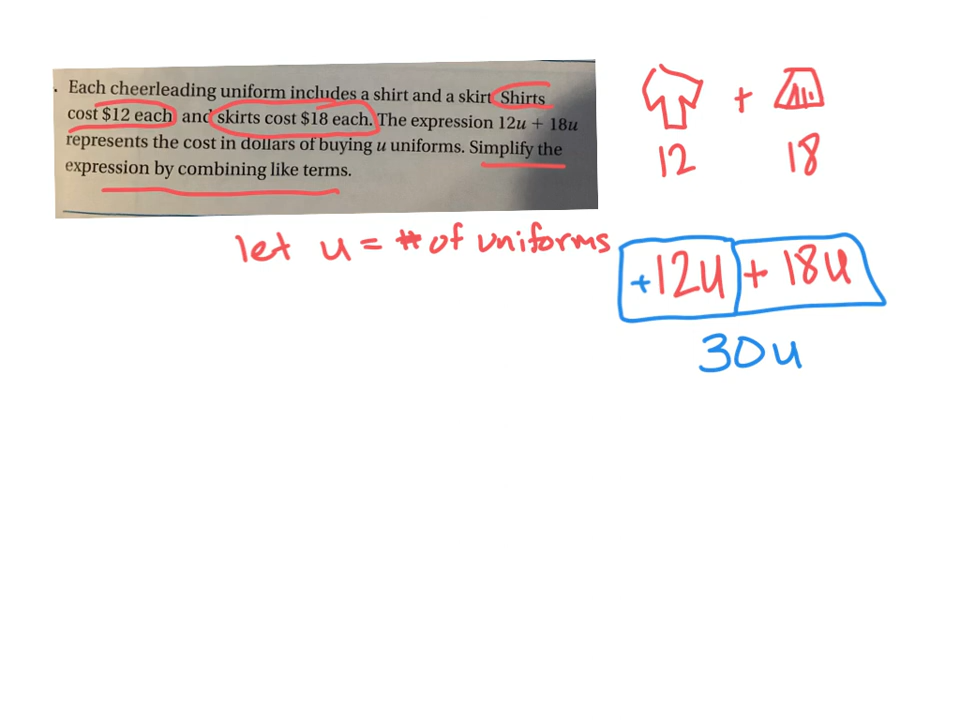 . Each cheerleading uniform includes a shirt and a skirt. Shirts
cost $12 each and skirts cost $18 each. The expression 12u + 18u
represents the cost in dollars of buying u uniforms. Simplify the
expression by combining like terms.
+
12 18
let u = # of uniforms
+12u + 18u
30u